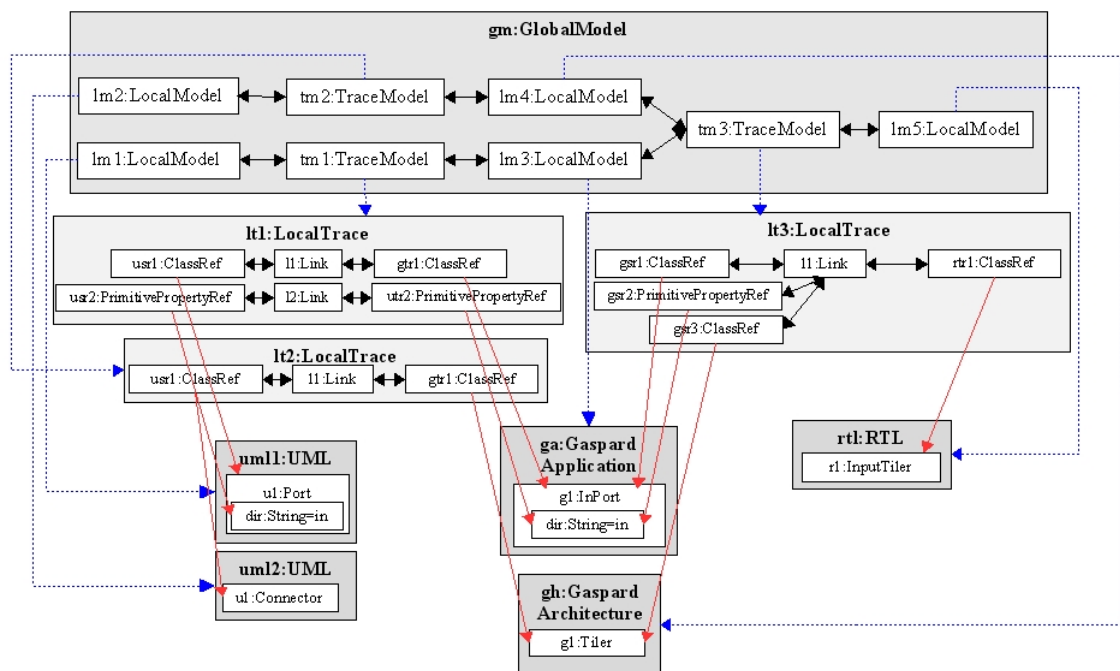 gm:GlobalModel
lm2:LocalModel
tm2:TraceModel
lm4:LocalModel
tm3:TraceModel
lm5:LocalModel
lm1:LocalModel
tm1:TraceModel
lm3:LocalModel
lt1:LocalTrace
usr1:ClassRef
l1:Link
gtr1:ClassRef
usr2:PrimitivePropertyRef
l2:Link
utr2:PrimitivePropertyRef
lt3:LocalTrace
gsr1:ClassRef
l1:Link
rtr1:ClassRef
gsr2:PrimitivePropertyRef
gsr3:ClassRef
lt2:LocalTrace
usr1:ClassRef
l1:Link
gtr1:ClassRef
uml1:UML
u1:Port
dir:String=in
ga:Gaspard
Application
g1:InPort
dir:String=in
rtl:RTL
r1:InputTiler
uml2:UML
u1:Connector
gh:Gaspard
Architecture
g1:Tiler